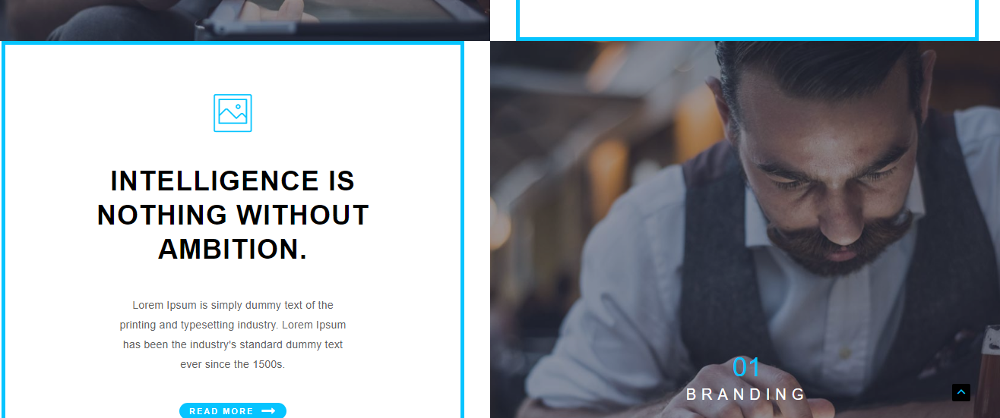 INTELLIGENCE IS
NOTHING WITHOUT
AMBITION.
Lorem Ipsum is simply dummy text of the
printing and typesetting industry. Lorem Ipsum
has been the industry's standard dummy text
ever since the 1500s.
READ MORE
01
BRANDING